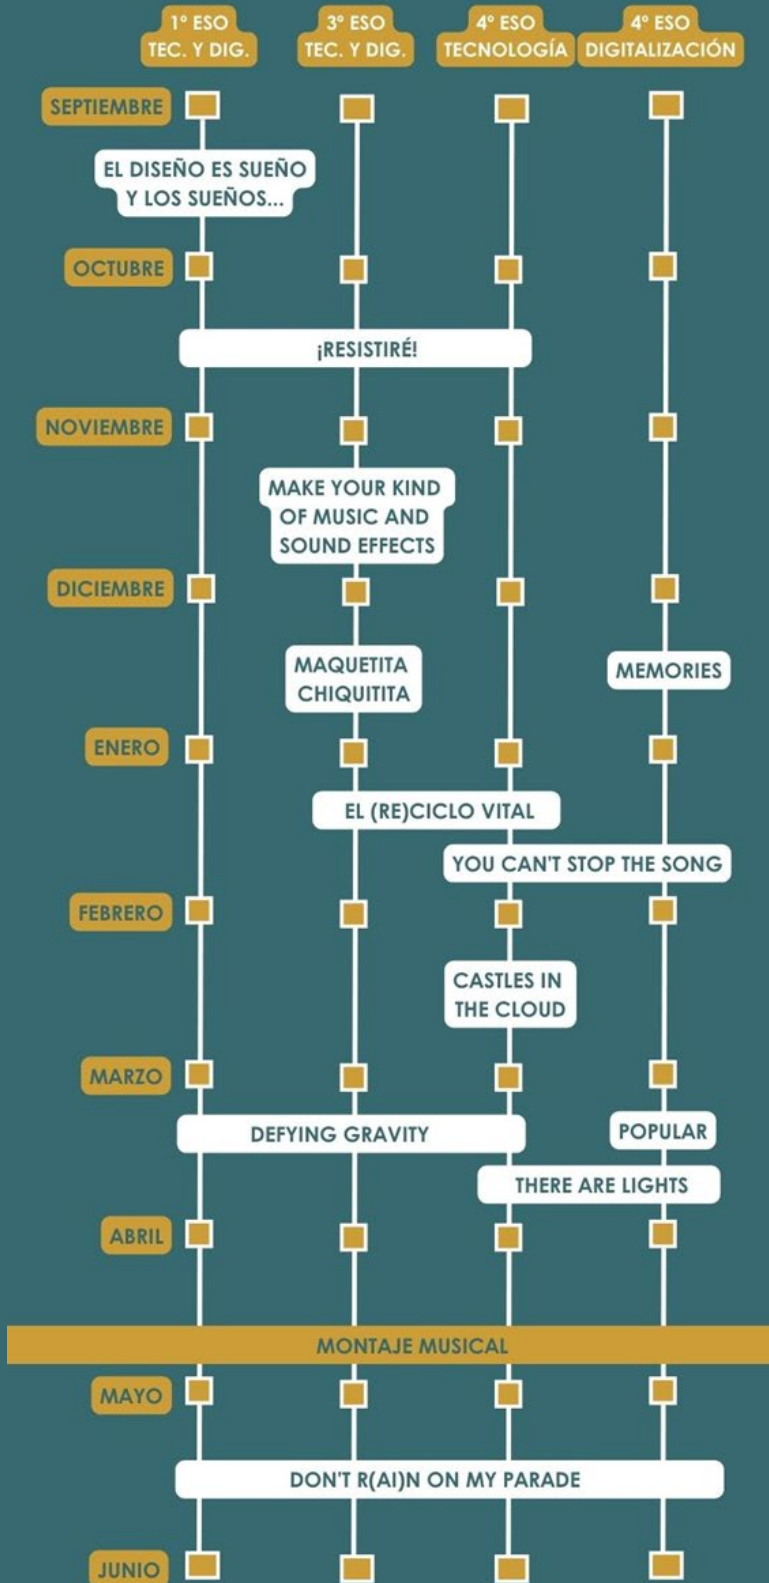 1º ESO
TEC. Y DIG.
3º ESO
TEC. Y DIG.
4º ESO
TECNOLOGÍA
4º ESO
DIGITALIZACIÓN
SEPTIEMBRE
EL DISEÑO ES SUEÑO
Y LOS SUEÑOS...
OCTUBRE
¡RESISTIRÉ!
NOVIEMBRE
MAKE YOUR KIND
OF MUSIC AND
SOUND EFFECTS
DICIEMBRE
MAQUETITA
CHIQUITITA
MEMORIES
ENERO
EL (RE)CICLO VITAL
YOU CAN'T STOP THE SONG
FEBRERO
CASTLES IN
THE CLOUD
MARZO
DEFYING GRAVITY
POPULAR
THERE ARE LIGHTS
ABRIL
MONTAJE MUSICAL
MAYO
DON'T R(AI)N ON MY PARADE
JUNIO